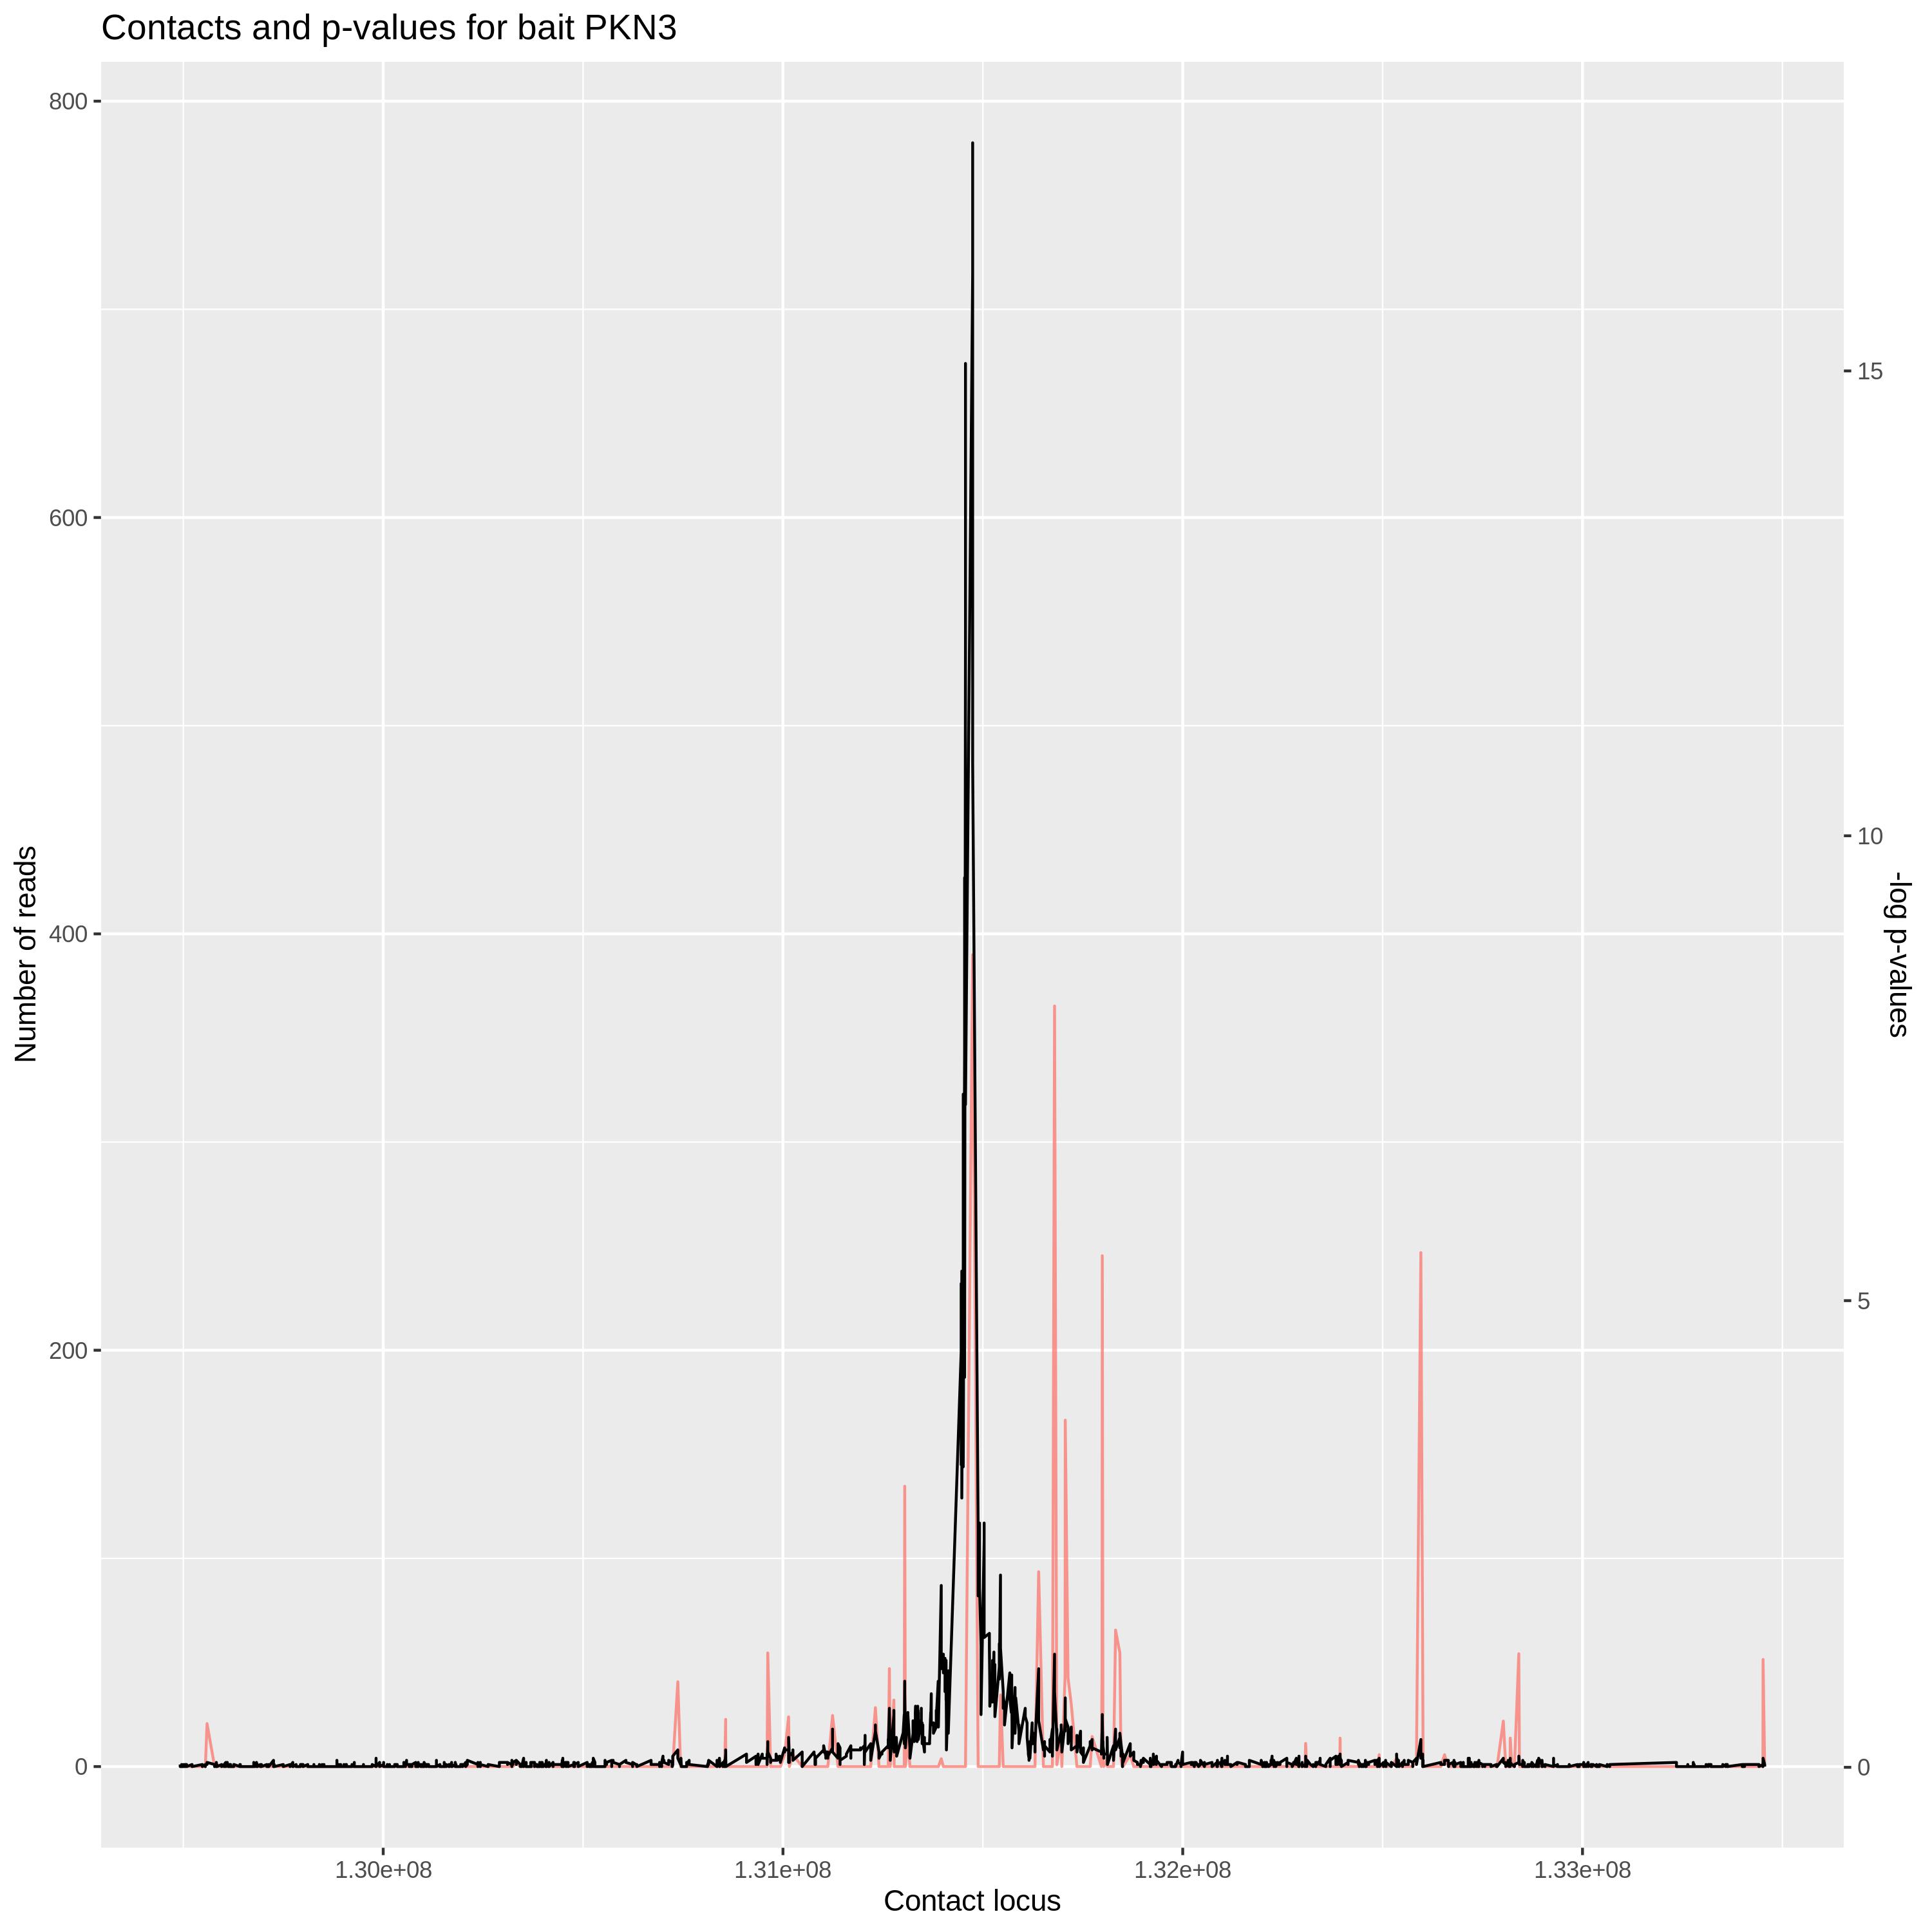 Contacts and p-values for bait PKN3
800
600
400
200
0
Number of reads
15
10
5
0
-log p-values
1.30e+08
1.31e+08
1.32e+08
1.33e+08
Contact locus